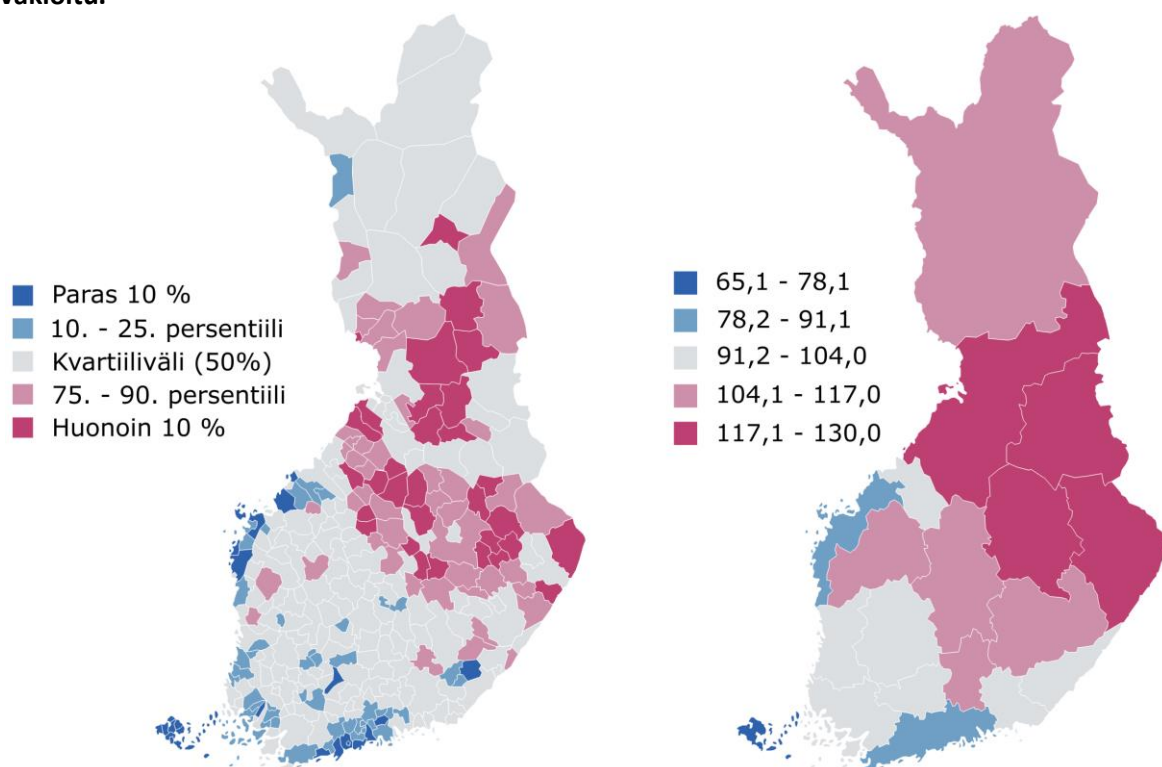 vakioitu.
Paras 10 %
10. - 25. persentiili
Kvartiiliväli (50%)
75. - 90. persentiili
Huonoin 10 %
65,1 - 78,1
78,2 - 91,1
91,2 - 104,0
104,1 - 117,0
117,1 - 130,0